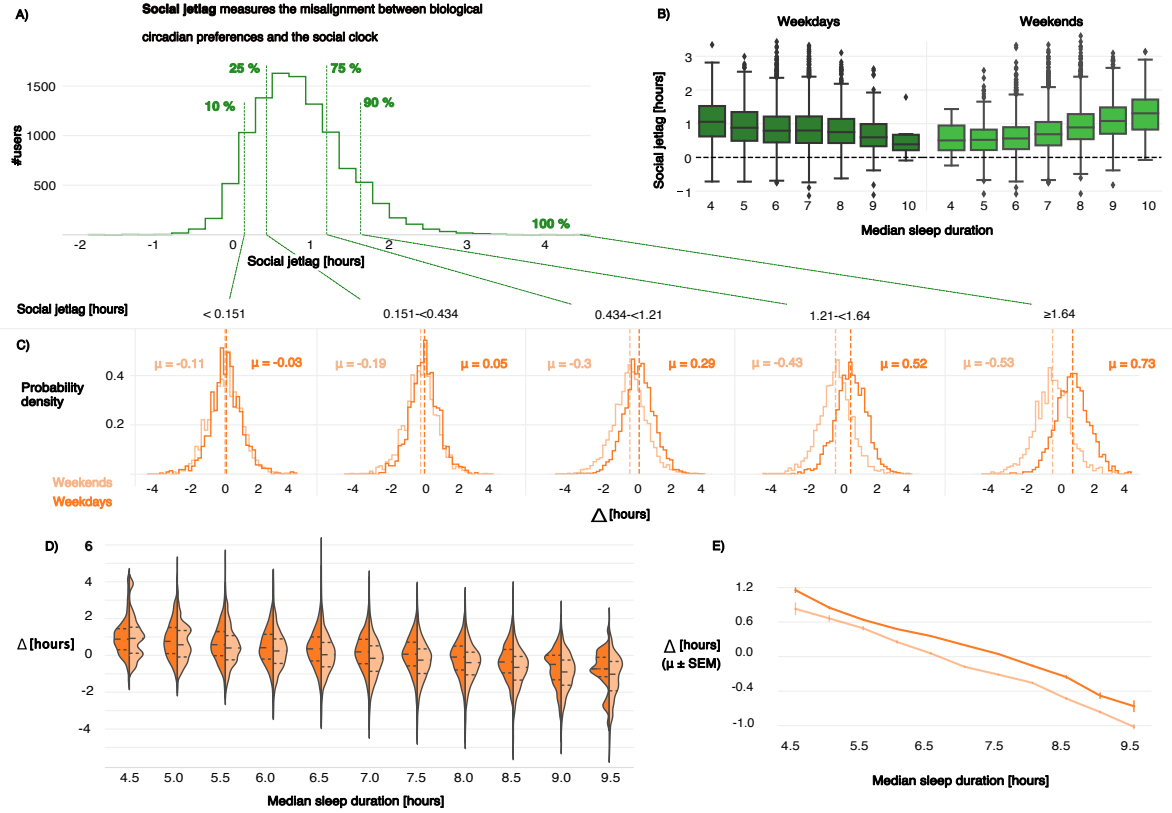 A)
Social jetlag measures the misalignment between biological
circadian preferences and the social clock
25 %
75 %
10 %
90 %
100 %
1500
1000
500
#users
-2 -1 0 1 2 3 4
Social jetlag [hours]
B)
Weekdays
Weekends
3
2
1
0
−1
Social jetlag [hours]
4 5 6 7 8 9 10
4 5 6 7 8 9 10
Median sleep duration
Social jetlag [hours]
< 0.151
0.151-<0.434
0.434-<1.21
1.21-<1.64
≥1.64
C)
μ = -0.11
μ = -0.03
μ = -0.19
μ = 0.05
μ = -0.3
μ = 0.29
μ = -0.43
μ = 0.52
μ = -0.53
μ = 0.73
Probability
density
0.4
0.2
Weekends
Weekdays
-4 -2 0 2 4
-4 -2 0 2 4
-4 -2 0 2 4
-4 -2 0 2 4
-4 -2 0 2 4
△ [hours]
D)
6
4
2
0
-2
-4
△ [hours]
4.5 5.0 5.5 6.0 6.5 7.0 7.5 8.0 8.5 9.0 9.5
Median sleep duration [hours]
E)
1.2
0.6
0.0
-0.4
-1.0
△ [hours]
(μ ± SEM)
4.5 5.5 6.5 7.5 8.5 9.5
Median sleep duration [hours]